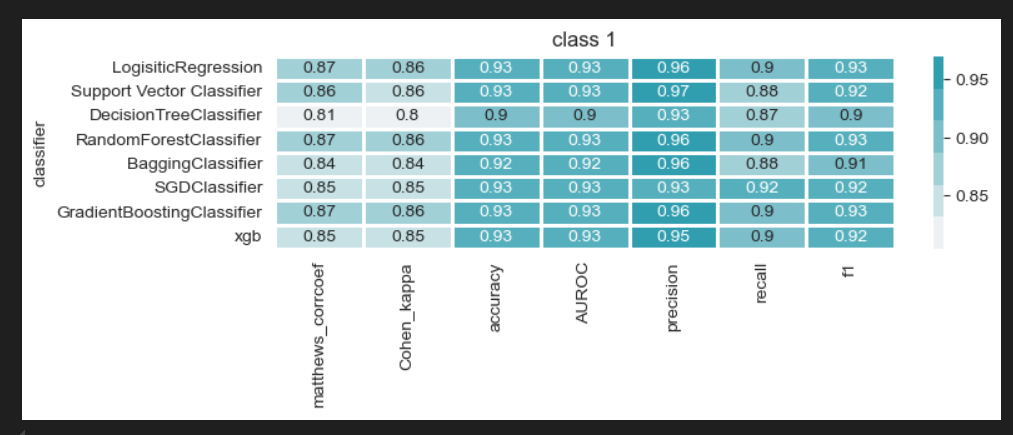 class 1
LogisiticRegression 0.87 0.86 0.93 0.93 0.96 0.9 0.93
Support Vector Classifier 0.86 0.86 0.93 0.93 0.97 0.88 0.92
DecisionTreeClassifier 0.81 0.8 0.9 0.9 0.93 0.87 0.9
RandomForestClassifier 0.87 0.86 0.93 0.93 0.96 0.9 0.93
BaggingClassifier 0.84 0.84 0.92 0.92 0.96 0.88 0.91
SGDClassifier 0.85 0.85 0.93 0.93 0.93 0.92 0.92
GradientBoostingClassifier 0.87 0.86 0.93 0.93 0.96 0.9 0.93
xgb 0.85 0.85 0.93 0.93 0.95 0.9 0.92
classifier
matthews_corrcoef
Cohen_kappa
accuracy
AUROC
precision
recall
f1
0.95
0.90
0.85